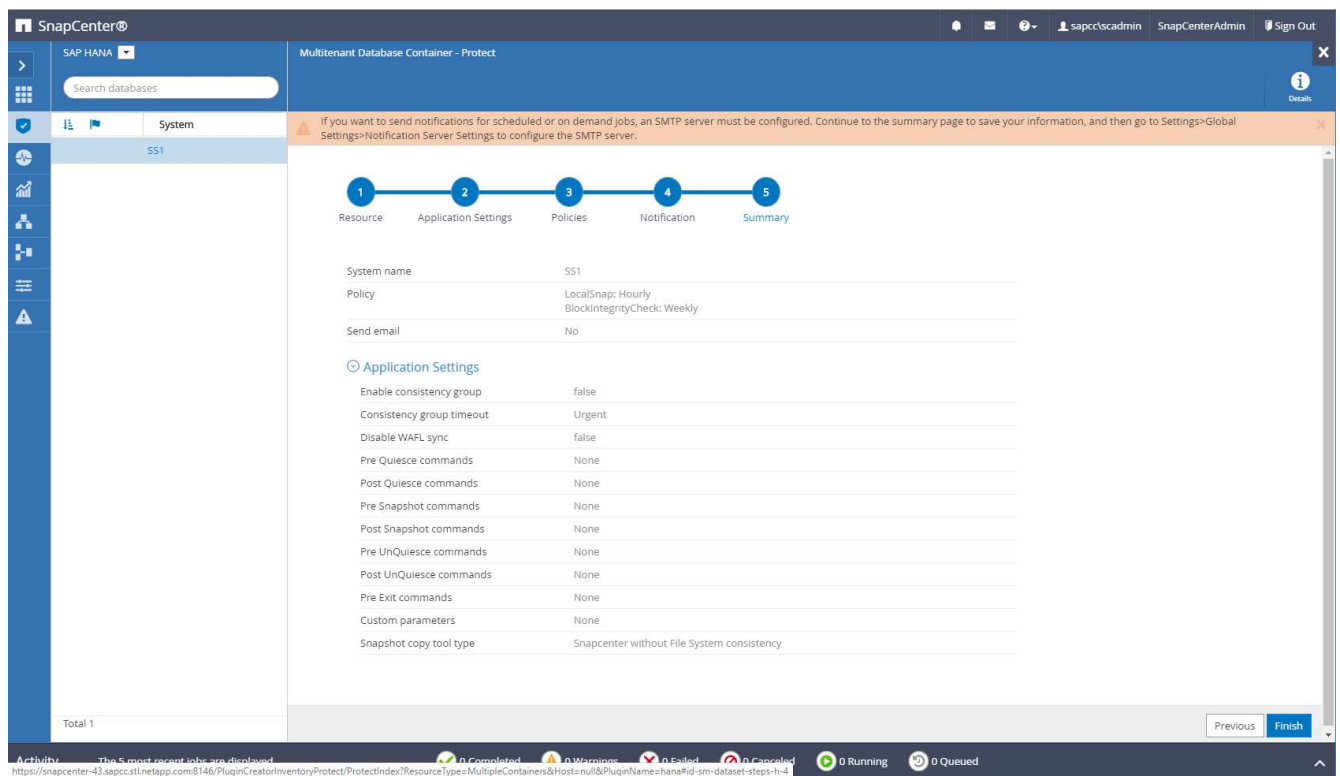 SnapCenter®
sapcc\scadmin SnapCenterAdmin Sign Out
SAP HANA
Search databases
System
SS1
Total 1
Multitenant Database Container - Protect
Details
If you want to send notifications for scheduled or on demand jobs, an SMTP server must be configured. Continue to the summary page to save your information, and then go to Settings>Global
Settings>Notification Server Settings to configure the SMTP server.
1 2 3 4 5
Resource Application Settings Policies Notification Summary
System name SS1
Policy LocalSnap: Hourly
BlockIntegrityCheck: Weekly
Send email No
Application Settings
Enable consistency group false
Consistency group timeout Urgent
Disable WAFL sync false
Pre Quiesce commands None
Post Quiesce commands None
Pre Snapshot commands None
Post Snapshot commands None
Pre UnQuiesce commands None
Post UnQuiesce commands None
Pre Exit commands None
Custom parameters None
Snapshot copy tool type Snapcenter without File System consistency
Previous Finish
Activity The 5 most recent jobs are displayed 0 Completed 0 Warnings 0 Failed 0 Canceled 0 Running 0 Queued
https://snapcenter-43.sapcc.stl.netapp.com:8146/PluginCreatorInventoryProtect/ProtectIndex?ResourceType=MultipleContainers&Host=null&PluginName=hana#id-sm-dataset-steps-h-4